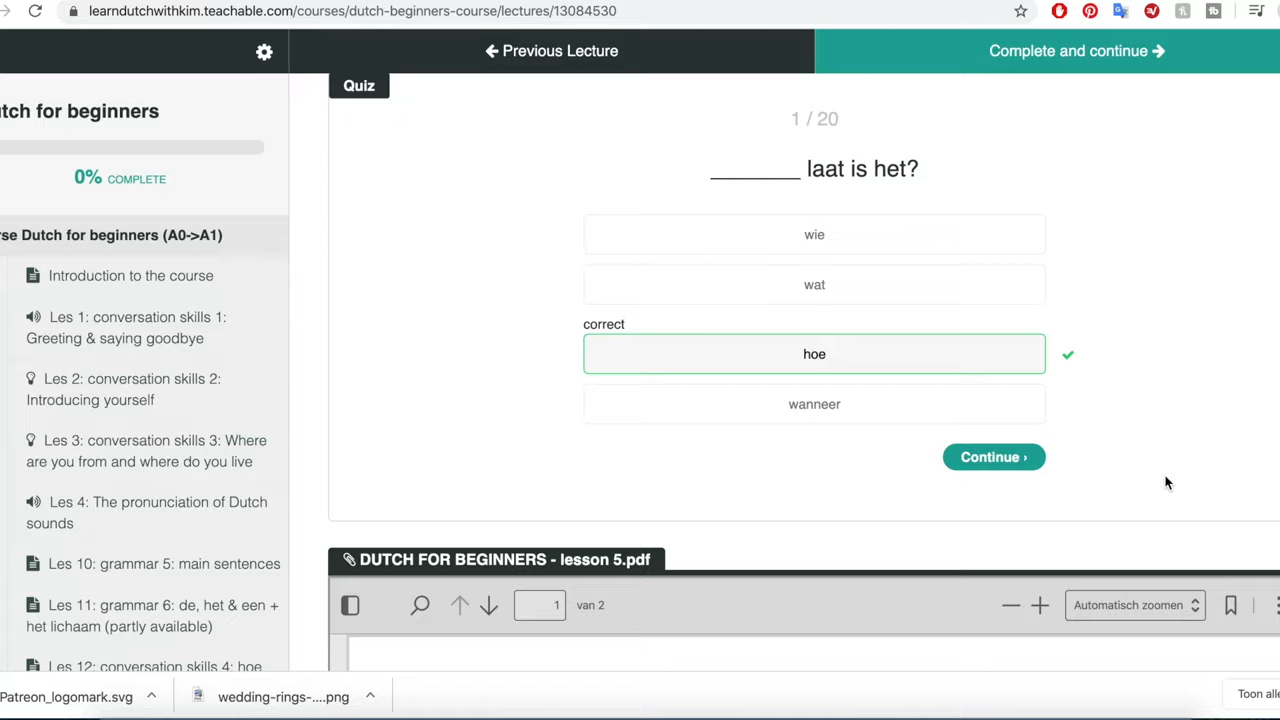 learndutchwithkim.teachable.com/courses/dutch-beginners-course/lectures/13084530
Previous Lecture
Complete and continue
tch for beginners
0% COMPLETE
rse Dutch for beginners (A0->A1)
Introduction to the course
Les 1: conversation skills 1:
Greeting & saying goodbye
Les 2: conversation skills 2:
Introducing yourself
Les 3: conversation skills 3: Where
are you from and where do you live
Les 4: The pronunciation of Dutch
sounds
Les 10: grammar 5: main sentences
Les 11: grammar 6: de, het & een +
het lichaam (partly available)
Les 12: conversation skills 4: hoe
Quiz
1 / 20
________ laat is het?
wie
wat
correct
hoe
wanneer
Continue ›
DUTCH FOR BEGINNERS - lesson 5.pdf
1 van 2
Automatisch zoomen
Patreon_logomark.svg
wedding-rings-....png
Toon alle